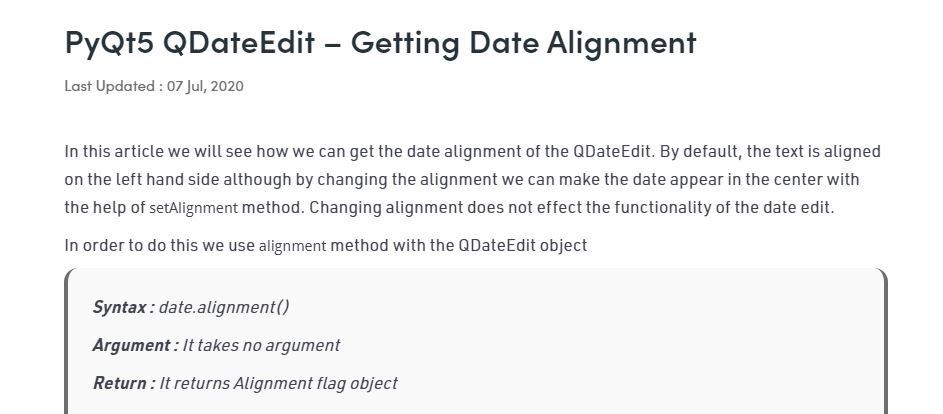 PyQt5 QDateEdit – Getting Date Alignment
Last Updated : 07 Jul, 2020
In this article we will see how we can get the date alignment of the QDateEdit. By default, the text is aligned
on the left hand side although by changing the alignment we can make the date appear in the center with
the help of setAlignment method. Changing alignment does not effect the functionality of the date edit.
In order to do this we use alignment method with the QDateEdit object
Syntax : date.alignment()
Argument : It takes no argument
Return : It returns Alignment flag object